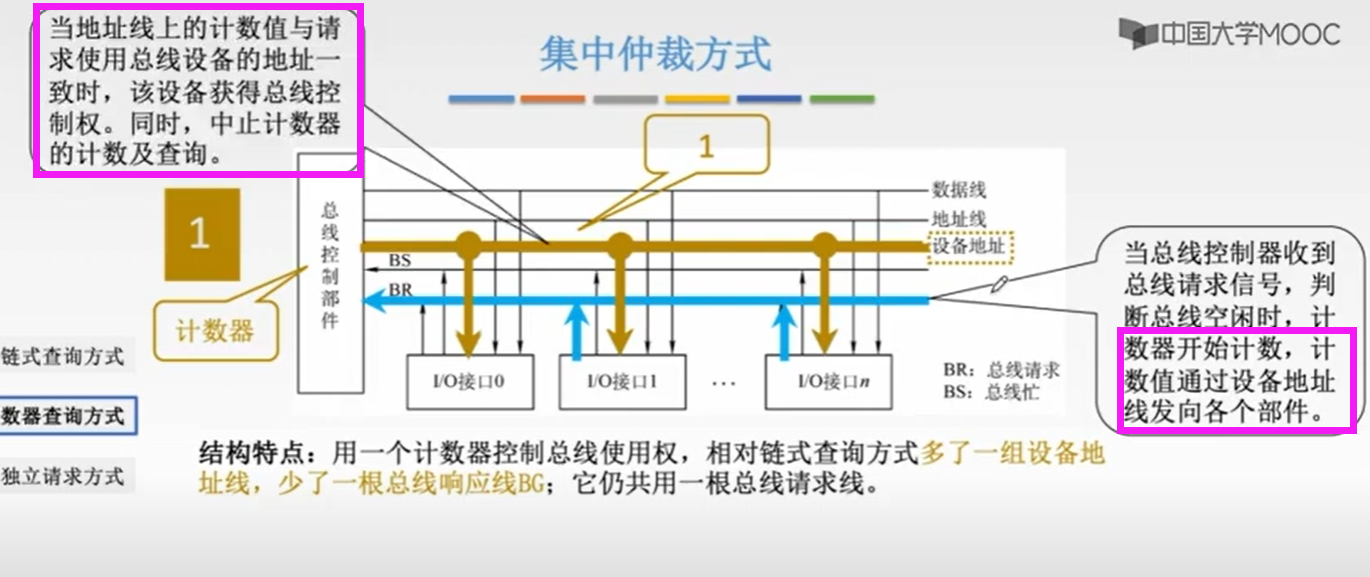 当地址线上的计数值与请
求使用总线设备的地址一
致时，该设备获得总线控
制权。同时，中止计数器
的计数及查询。
中国大学MOOC
集中仲裁方式
1
1
总线控制部件
数据线
地址线
设备地址
BS
BR
计数器
I/O接口0
I/O接口1
…
I/O接口n
BR：总线请求
BS：总线忙
当总线控制器收到
总线请求信号，判
断总线空闲时，计
数器开始计数，计
数值通过设备地址
线发向各个部件。
链式查询方式
数器查询方式
独立请求方式
结构特点：用一个计数器控制总线使用权，相对链式查询方式多了一组设备地
址线，少了一根总线响应线BG；它仍共用一根总线请求线。